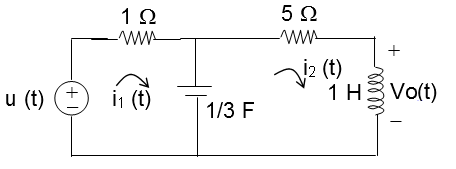 1 Ω
5 Ω
+
u (t)
+
−
i₁ (t)
1/3 F
i₂ (t)
1 H
Vo(t)
−